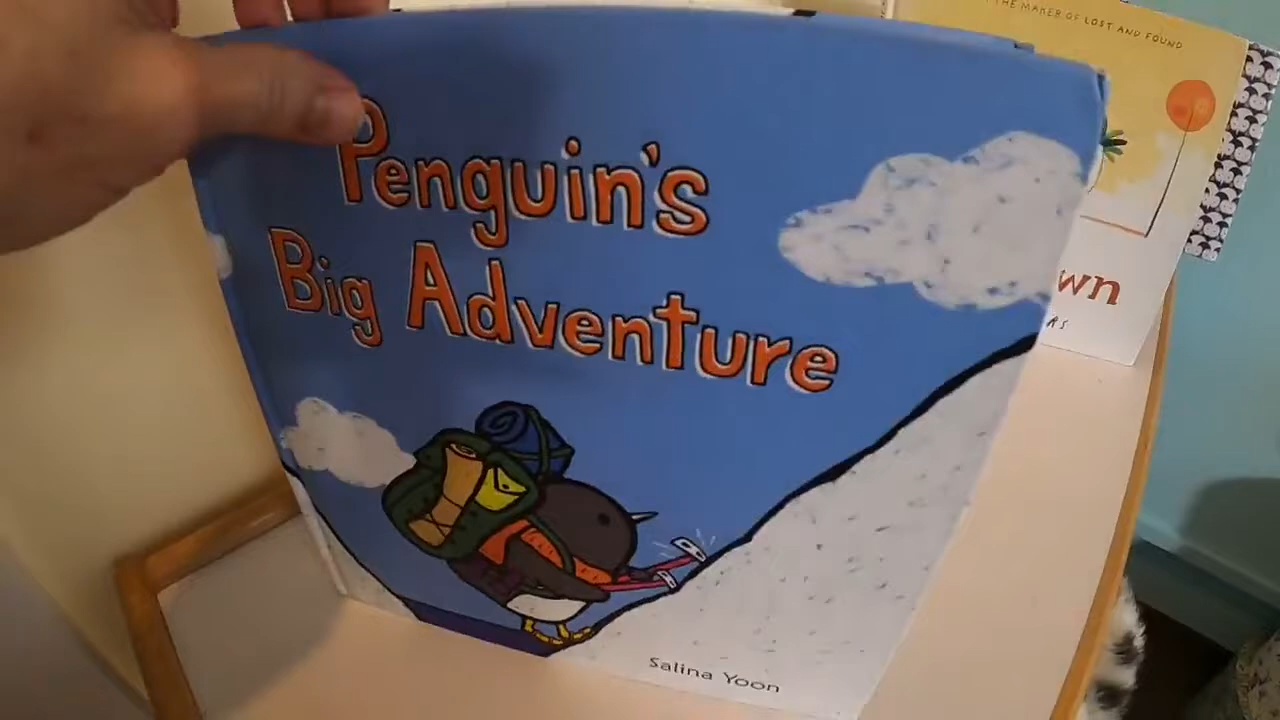 THE MAKER OF LOST AND FOUND
Penguin's
Big Adventure
wn
Salina Yoon